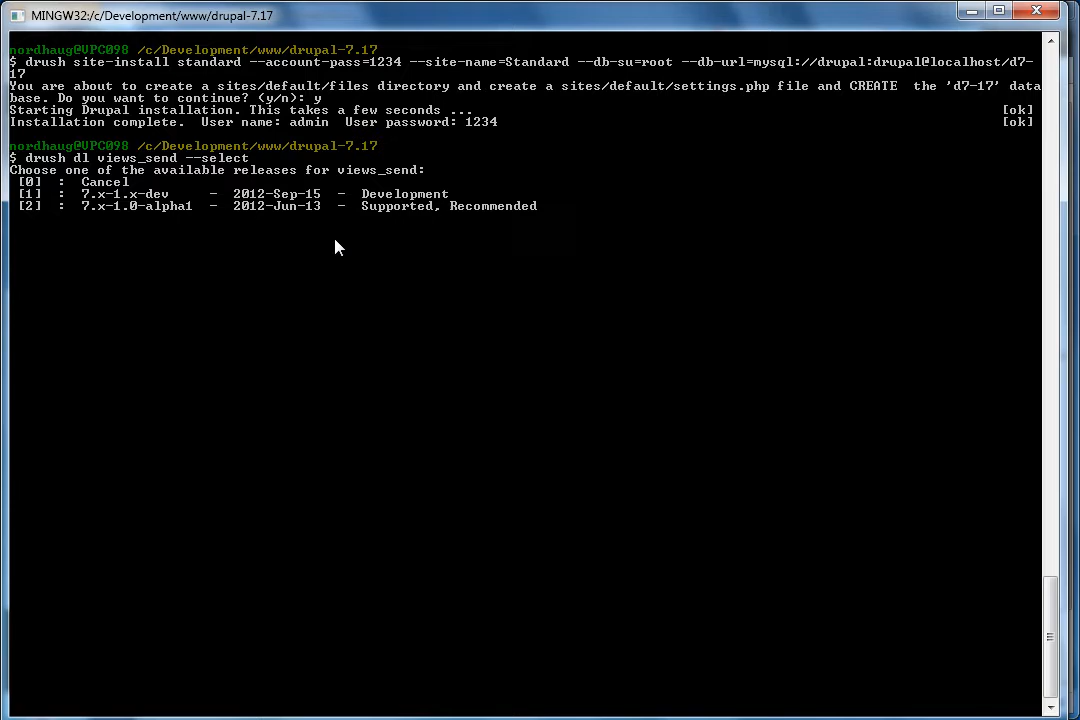 MINGW32:/c/Development/www/drupal-7.17
nordhaug@VPC098 /c/Development/www/drupal-7.17
$ drush site-install standard --account-pass=1234 --site-name=Standard --db-su=root --db-url=mysql://drupal:drupal@localhost/d7-
17
You are about to create a sites/default/files directory and create a sites/default/settings.php file and CREATE  the 'd7-17' data
base. Do you want to continue? (y/n): y
Starting Drupal installation. This takes a few seconds ... [ok]
Installation complete.  User name: admin  User password: 1234 [ok]
nordhaug@VPC098 /c/Development/www/drupal-7.17
$ drush dl views_send --select
Choose one of the available releases for views_send:
[0]  :  Cancel
[1]  :  7.x-1.x-dev     -  2012-Sep-15  -  Development
[2]  :  7.x-1.0-alpha1  -  2012-Jun-13  -  Supported, Recommended